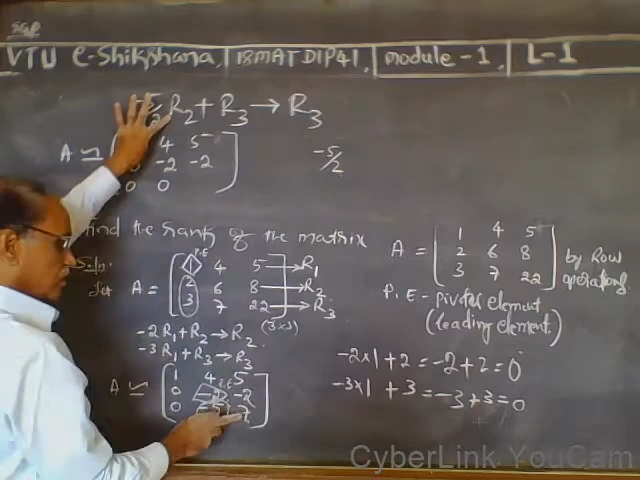 VTU e-Shikshana, 18MATDIP41, module-1, L-1
R2 + R3 → R3
A ≃ 4 5
-2 -2
0 0
-5/2
find the rank of the matrix
A = [1 4 5
2 6 8
3 7 22] by Row operations.
Soln:
P.E
let A = [1 4 5 → R1
2 6 8 → R2
3 7 22 → R3] (3×3)
P.E - pivotal element
(leading element)
-2R1 + R2 → R2
-3R1 + R3 → R3
-2×1 + 2 = -2 + 2 = 0
-3×1 + 3 = -3 + 3 = 0
A ≃ [1 4 5
0 -2 -2
0
CyberLink YouCam